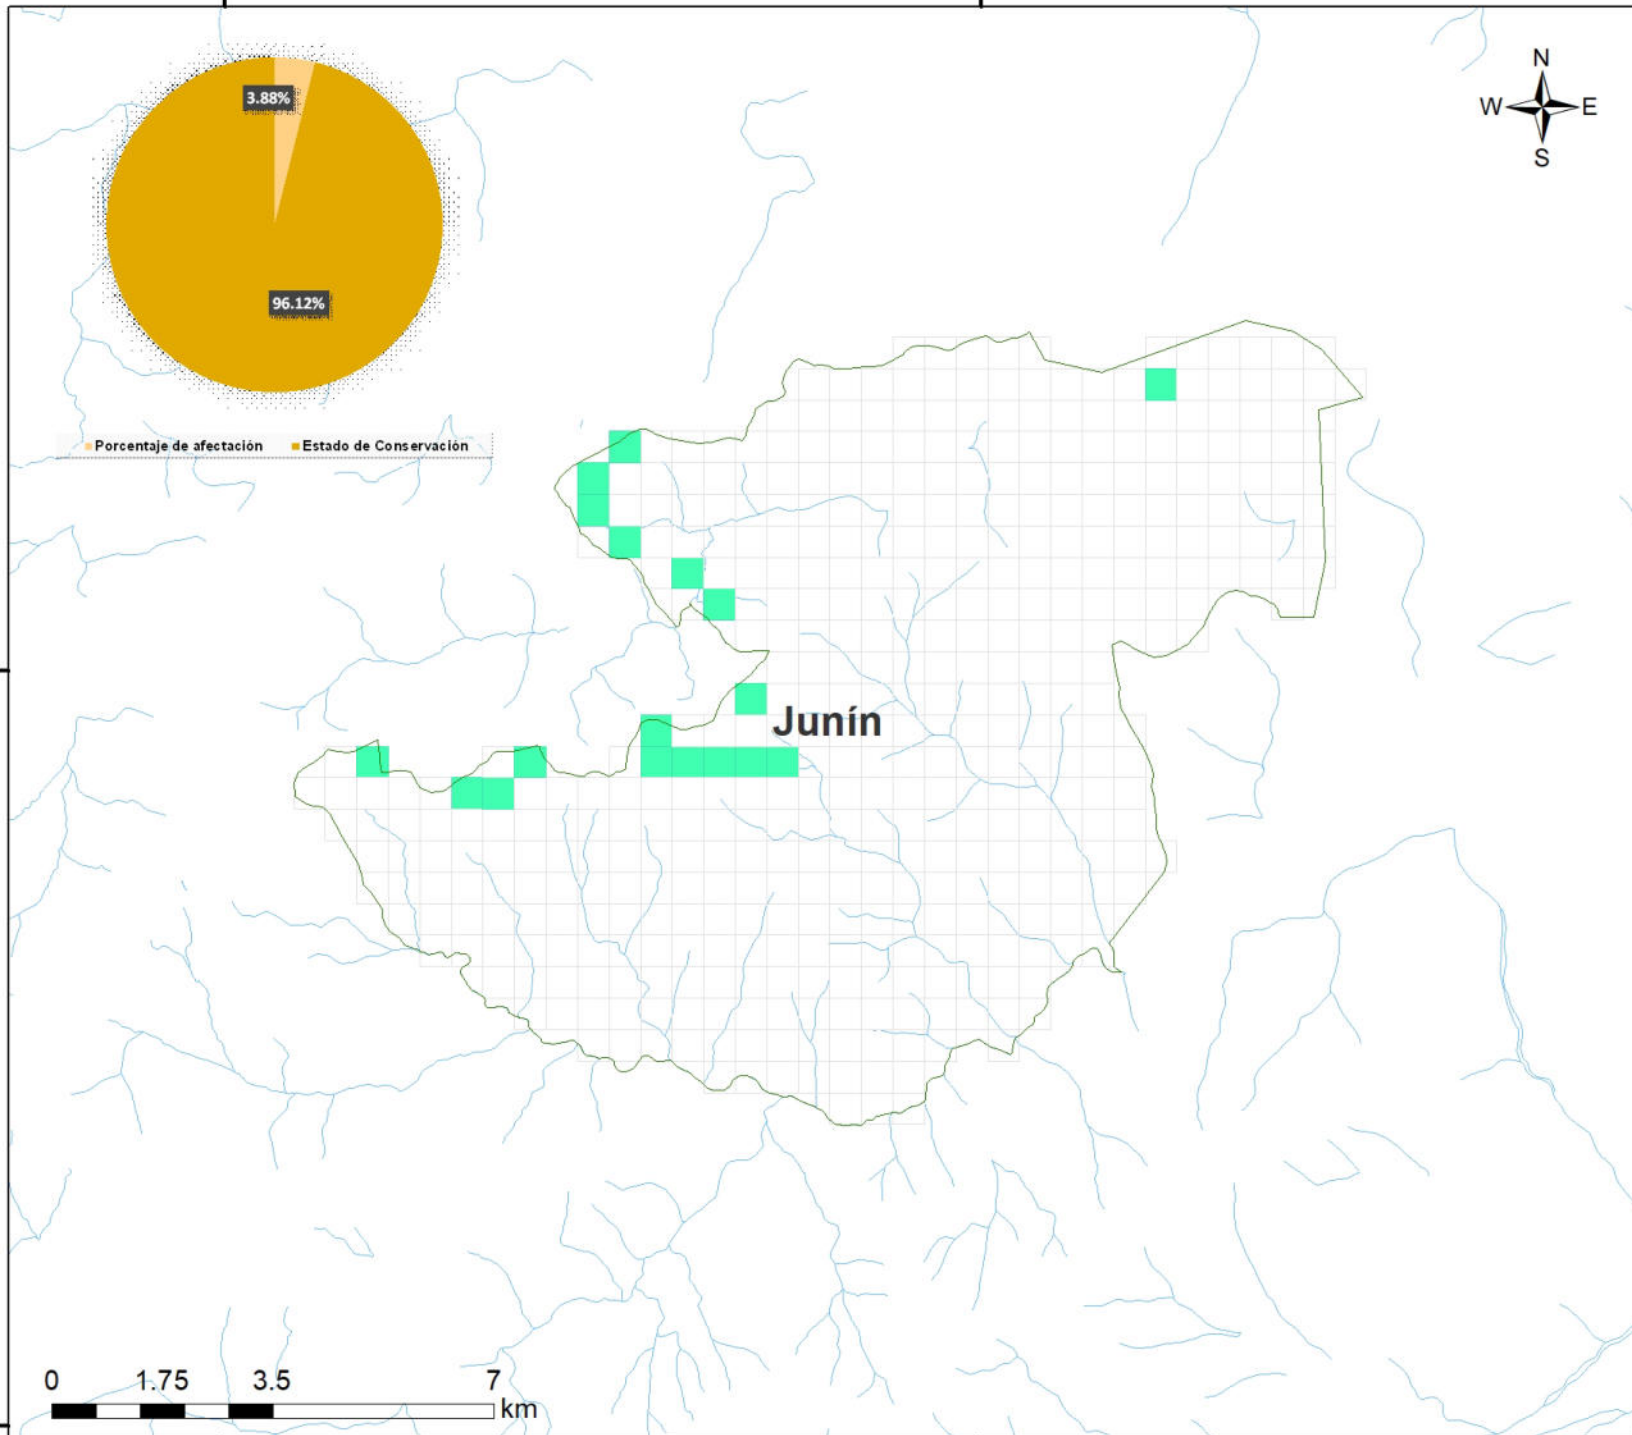 N
W E
S
3.88%
96.12%
Porcentaje de afectación Estado de Conservación
Junín
0 1.75 3.5 7
km